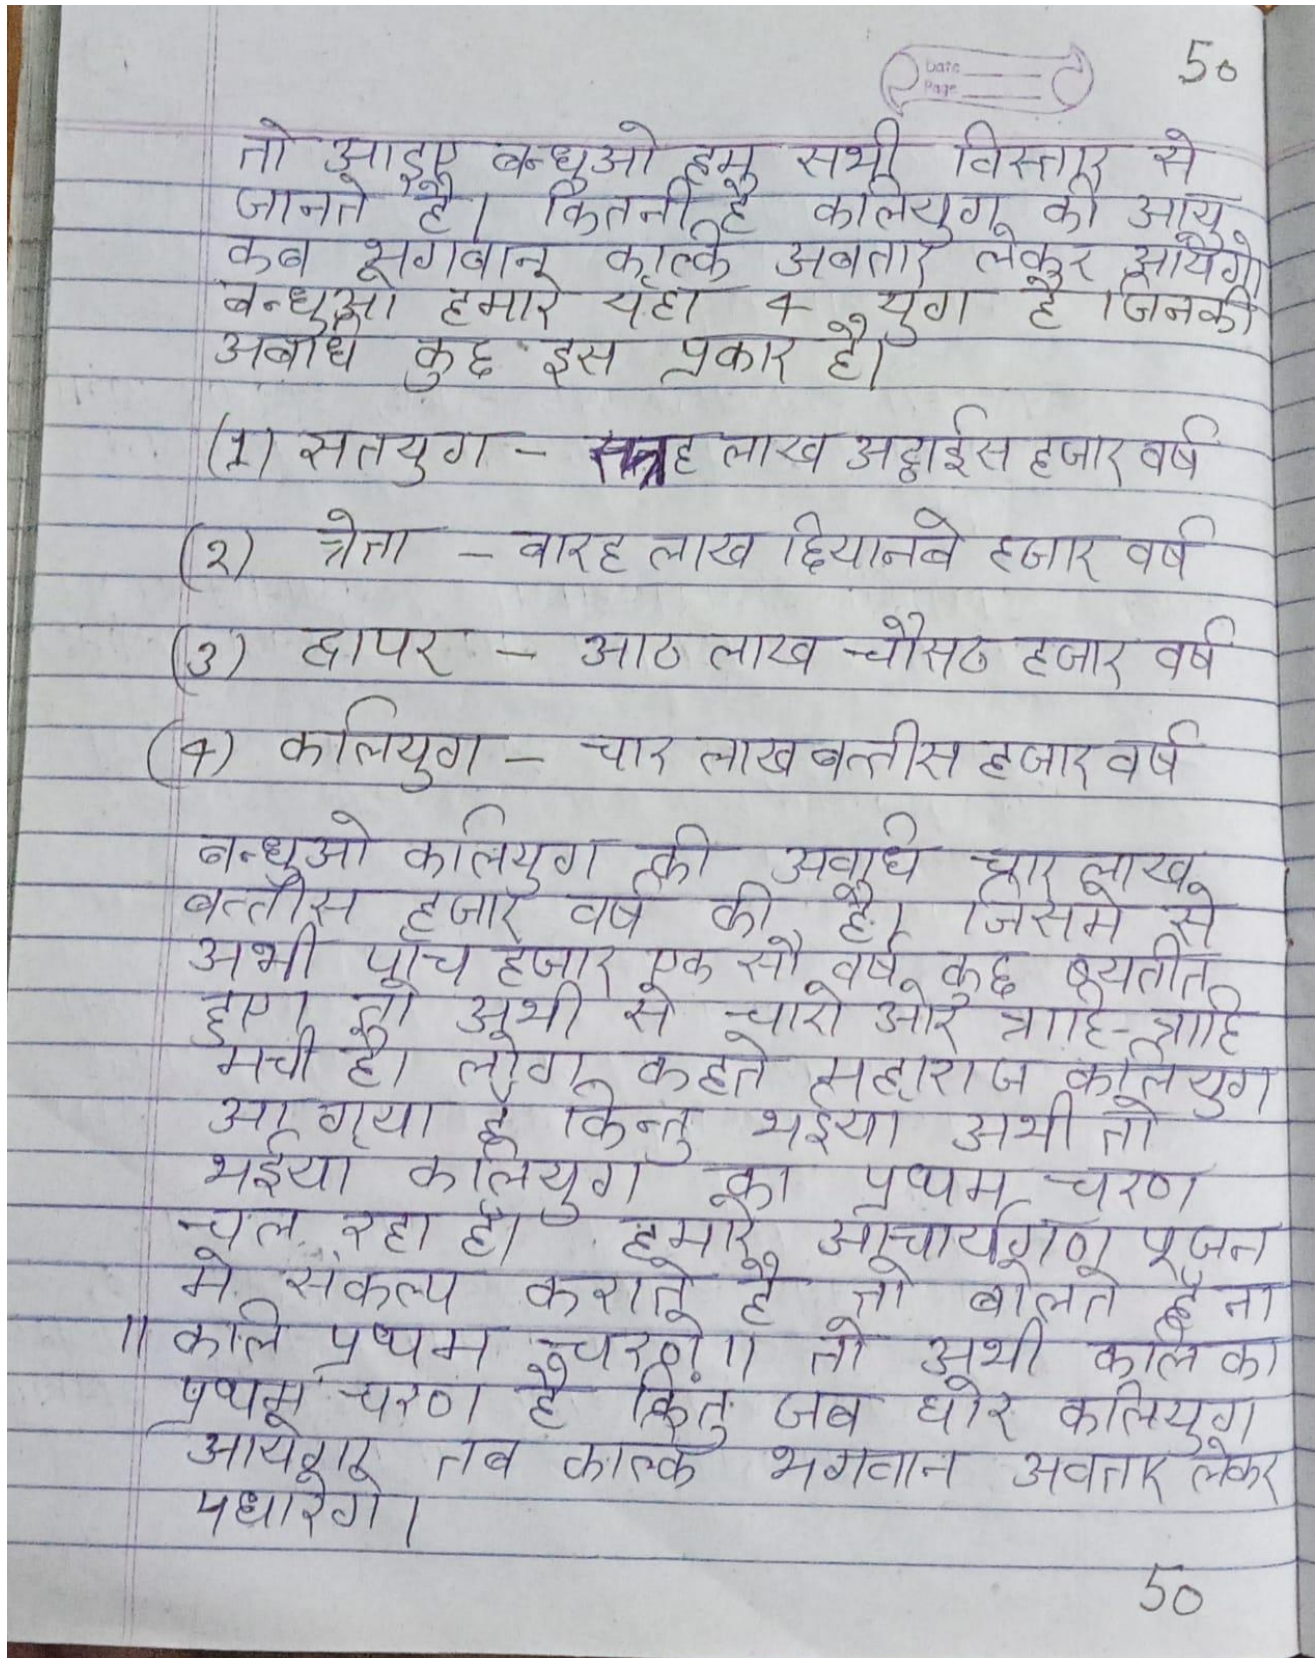 50
Date
Page
तो आइए बन्धुओ हम सभी विस्तार से
जानते है। कितनी है कलियुग की आयु
कब भगवान कल्कि अबतार लेकर आयेगे
बन्धुओ हमारे यहा 4 युग है जिनकी
अबधि कुछ इस प्रकार है।
(1) सतयुग - सत्रह लाख अट्ठाईस हजार वर्ष
(2) त्रेता - वारह लाख छियानवे हजार वर्ष
(3) द्वापर - आठ लाख चौसठ हजार वर्ष
(4) कलियुग - चार लाख बत्तीस हजार वर्ष
बन्धुओ कलियुग की अवधि चार लाख
बत्तीस हजार वर्ष की है। जिसमे से
अभी पाँच हजार एक सौ वर्ष कुछ व्यतीत
हुए। तो अभी से चारो ओर त्राहि-त्राहि
मची है। लोग कहते महाराज कलियुग
आ गया है किन्तु भइया अभी तो
भईया कलियुग का प्रथम चरण
चल रहा है। हमारे आचार्यगण पूजन
मे संकल्प कराते है तो बोलते है ना
॥ कलि प्रथम चरणे॥ तो अभी कलि का
प्रथम चरण है किंतु जब घोर कलियुग
आयेगा तब कल्कि भगवान अवतार लेकर
पधारेगे।
50